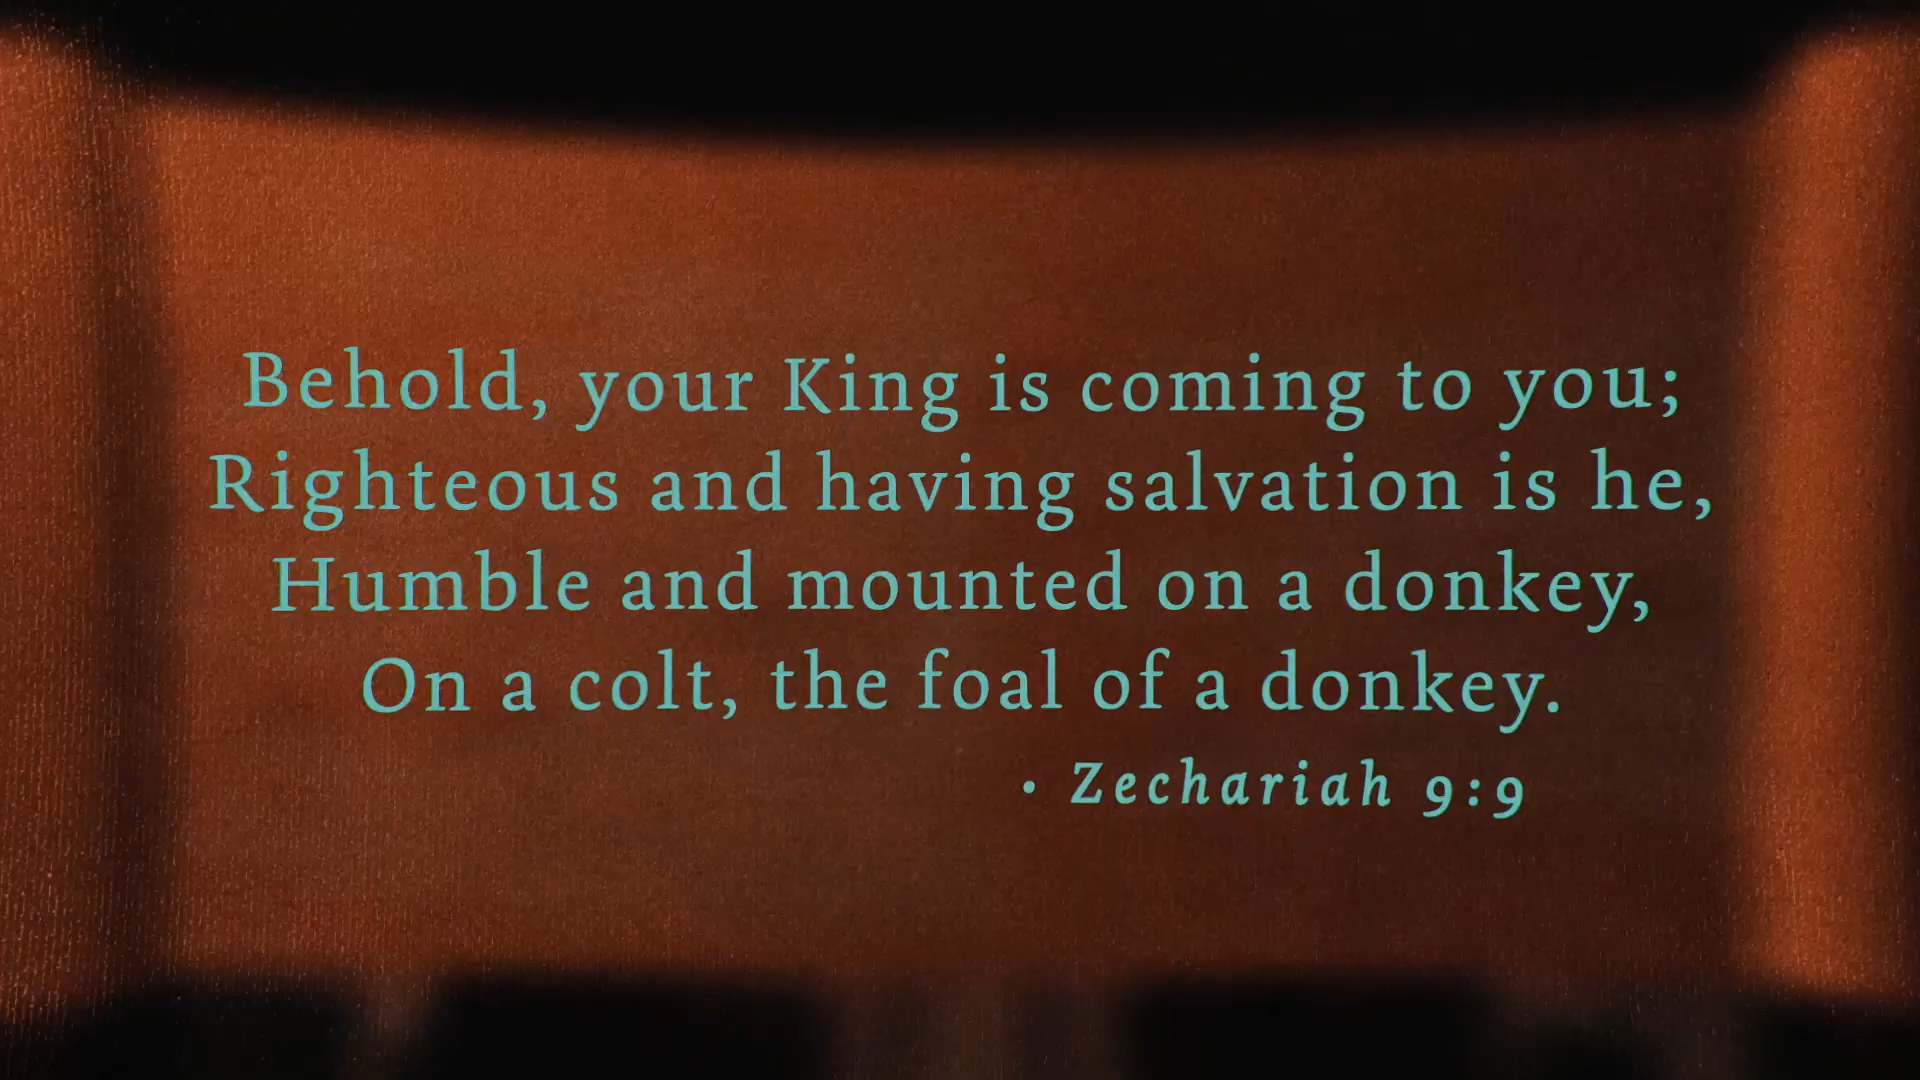 Behold, your King is coming to you;
Righteous and having salvation is he,
Humble and mounted on a donkey,
On a colt, the foal of a donkey.
• Zechariah 9:9